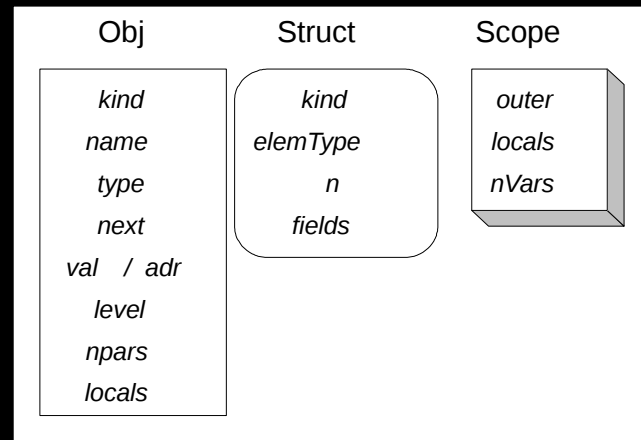 Obj Struct Scope
kind kind outer
name elemType locals
type n nVars
next fields
val / adr
level
npars
locals